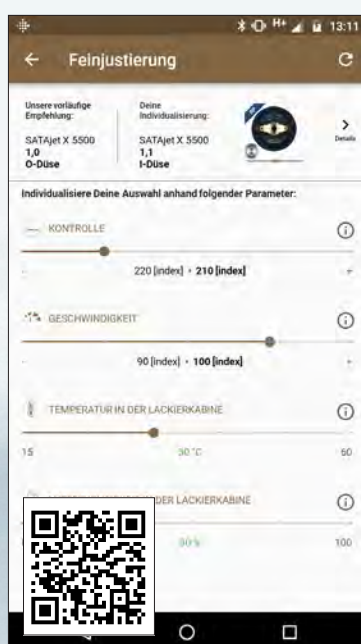 H+ 13:11
Feinjustierung
Unsere vorläufige
Empfehlung:
SATAjet X 5500
1,0
O-Düse
Deine
Individualisierung:
SATAjet X 5500
1,1
I-Düse
Details
Individualisiere Deine Auswahl anhand folgender Parameter:
KONTROLLE
- 220 [index] • 210 [index] +
GESCHWINDIGKEIT
- 90 [index] • 100 [index] +
TEMPERATUR IN DER LACKIERKABINE
15 30 °C 60
DER LACKIERKABINE
100